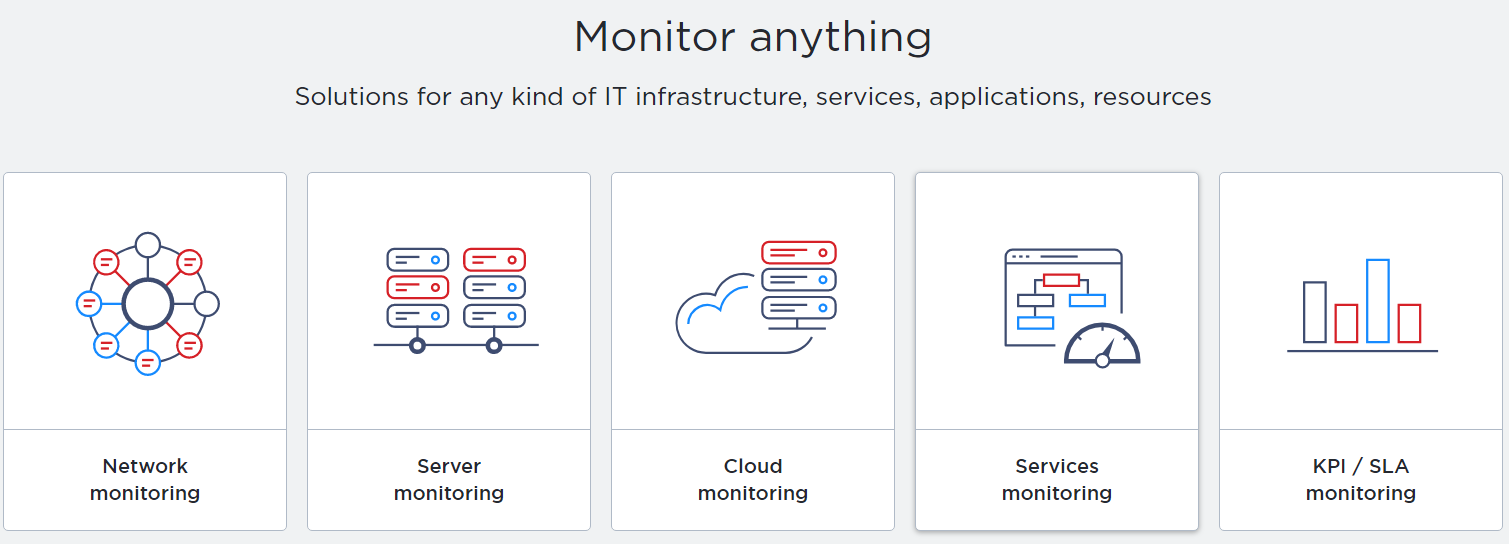 Monitor anything
Solutions for any kind of IT infrastructure, services, applications, resources
Network
monitoring
Server
monitoring
Cloud
monitoring
Services
monitoring
KPI / SLA
monitoring